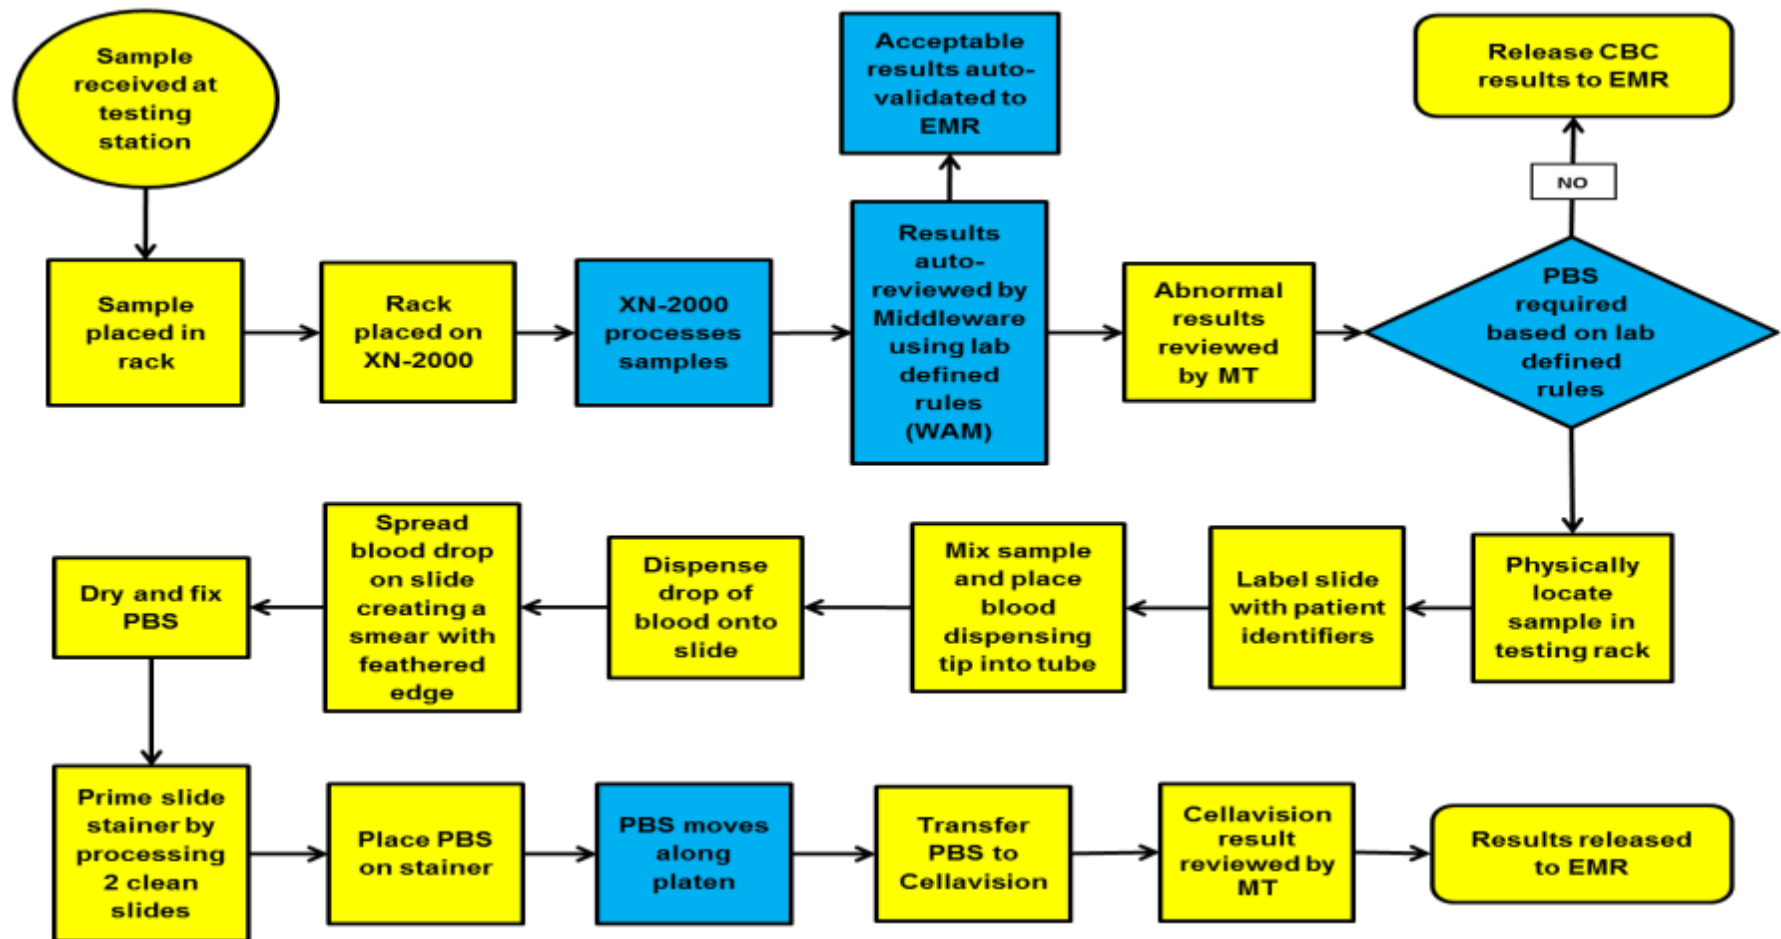 Sample
received at
testing
station
Acceptable
results auto-
validated to
EMR
Release CBC
results to EMR
NO
Sample
placed in
rack
Rack
placed on
XN-2000
XN-2000
processes
samples
Results
auto-
reviewed by
Middleware
using lab
defined
rules
(WAM)
Abnormal
results
reviewed
by MT
PBS
required
based on lab
defined
rules
Physically
locate
sample in
testing rack
Label slide
with patient
identifiers
Mix sample
and place
blood
dispensing
tip into tube
Dispense
drop of
blood onto
slide
Spread
blood drop
on slide
creating a
smear with
feathered
edge
Dry and fix
PBS
Prime slide
stainer by
processing
2 clean
slides
Place PBS
on stainer
PBS moves
along
platen
Transfer
PBS to
Cellavision
Cellavision
result
reviewed by
MT
Results released
to EMR